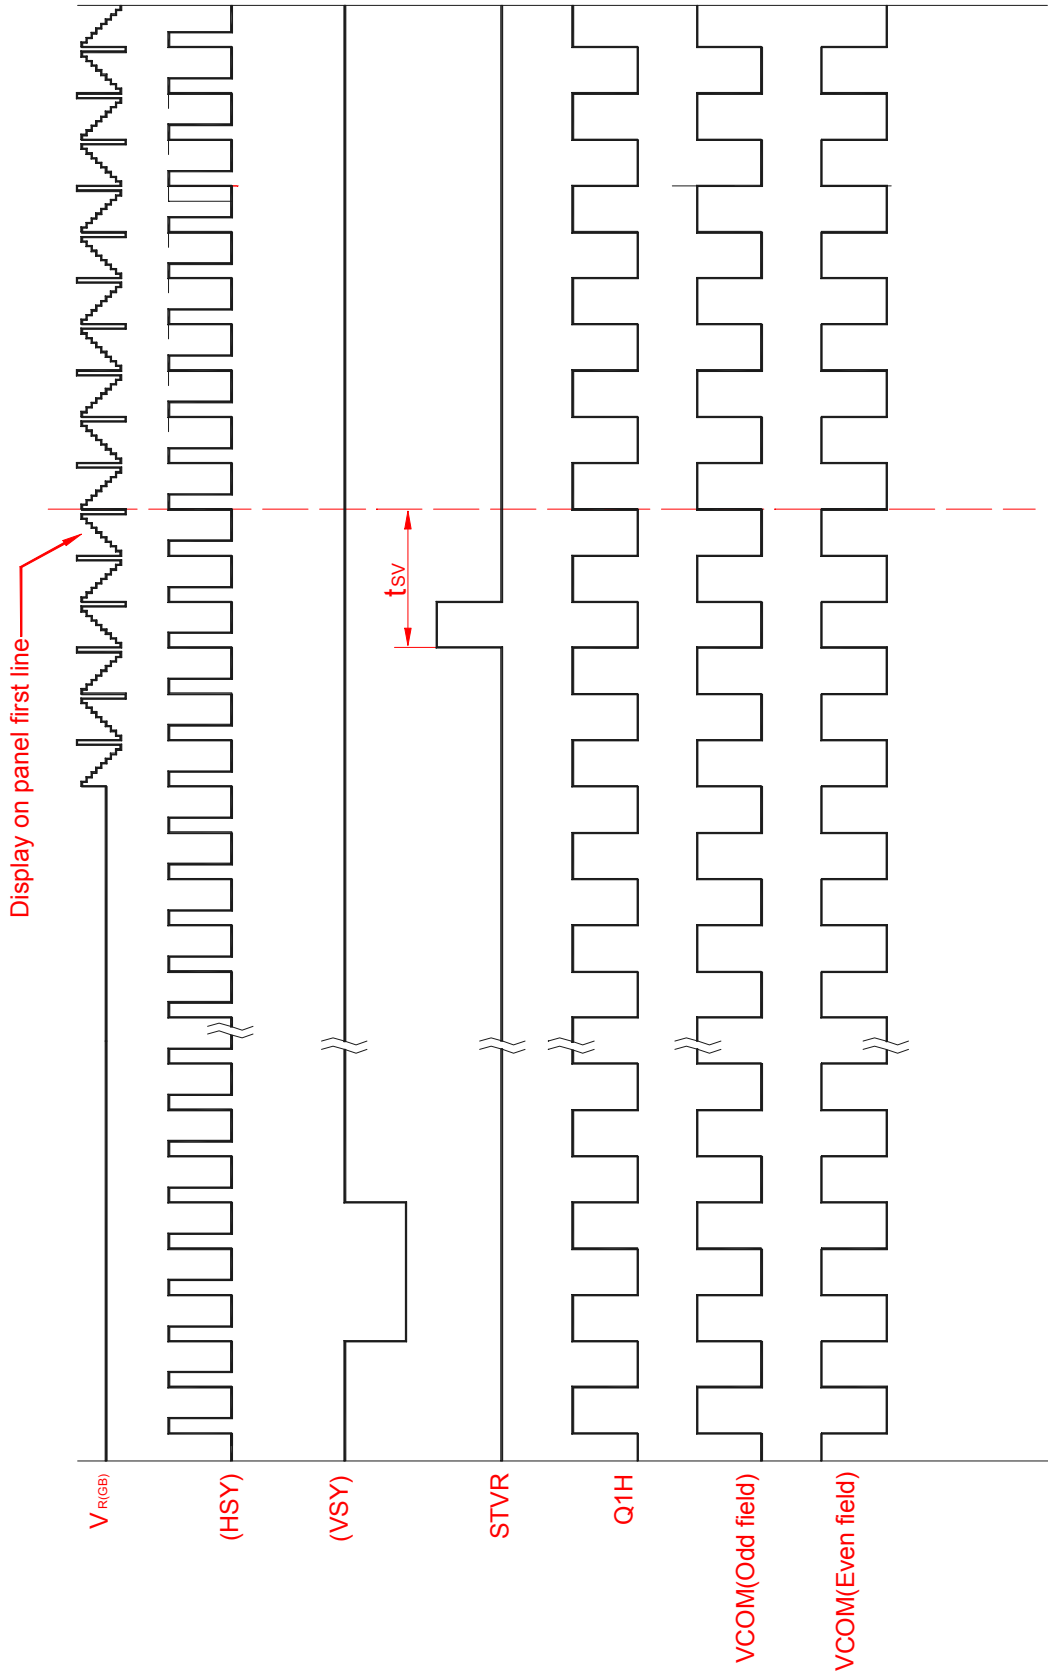 Display on panel first line
tSV
VR(GB)
(HSY)
(VSY)
STVR
Q1H
VCOM(Odd field)
VCOM(Even field)